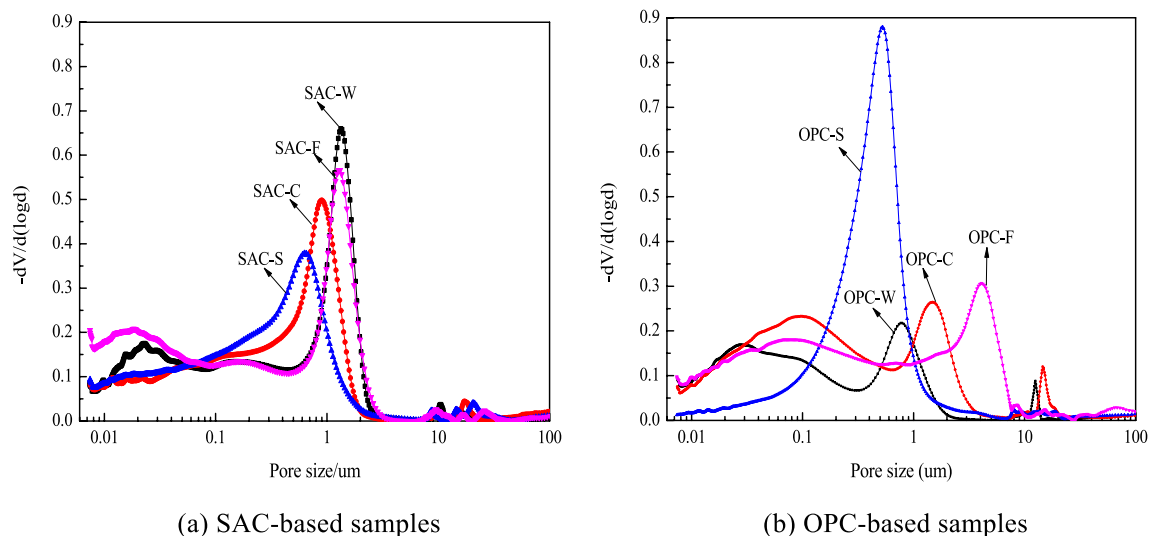 0.9
0.8
0.7
0.6
0.5
0.4
0.3
0.2
0.1
0.0
-dV/d(logd)
SAC-W
SAC-F
SAC-C
SAC-S
0.01 0.1 1 10 100
Pore size/um
(a) SAC-based samples
0.9
0.8
0.7
0.6
0.5
0.4
0.3
0.2
0.1
0.0
-dV/d(logd)
OPC-S
OPC-F
OPC-C
OPC-W
0.01 0.1 1 10 100
Pore size (um)
(b) OPC-based samples